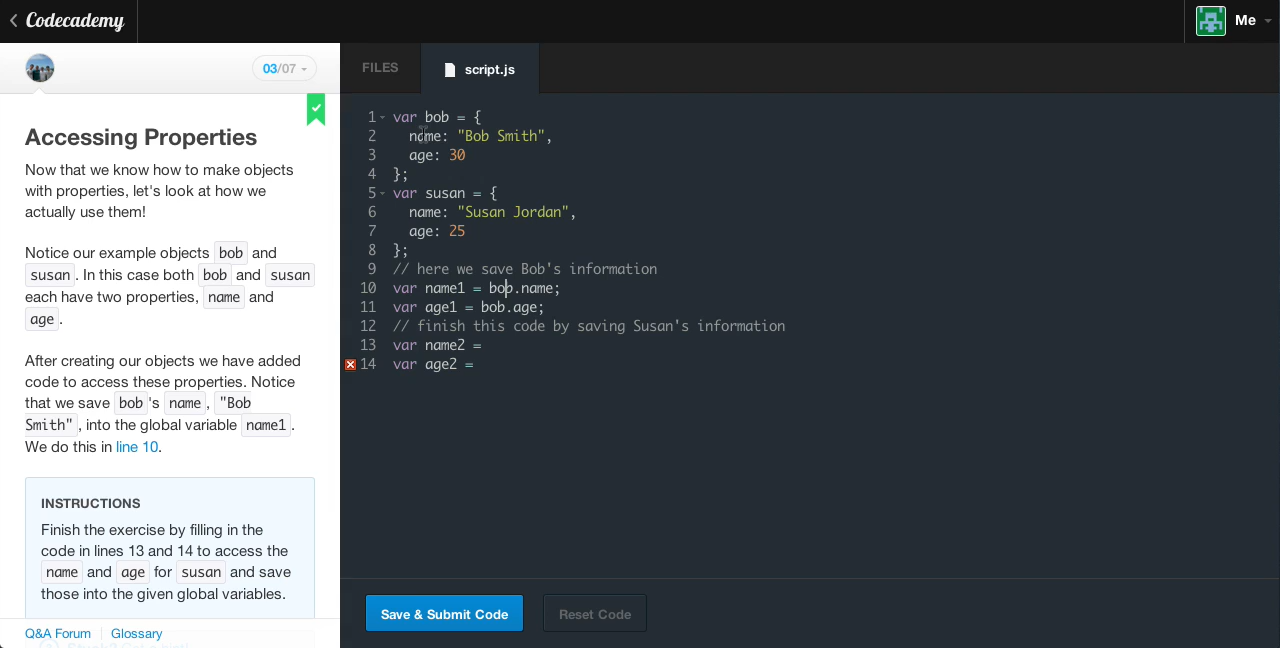 Codecademy
Me
03/07
FILES
script.js
Accessing Properties
Now that we know how to make objects
with properties, let's look at how we
actually use them!
Notice our example objects bob and
susan. In this case both bob and susan
each have two properties, name and
age.
After creating our objects we have added
code to access these properties. Notice
that we save bob's name, "Bob
Smith", into the global variable name1.
We do this in line 10.
INSTRUCTIONS
Finish the exercise by filling in the
code in lines 13 and 14 to access the
name and age for susan and save
those into the given global variables.
Q&A Forum
Glossary
1 var bob = {
2 name: "Bob Smith",
3 age: 30
4 };
5 var susan = {
6 name: "Susan Jordan",
7 age: 25
8 };
9 // here we save Bob's information
10 var name1 = bob.name;
11 var age1 = bob.age;
12 // finish this code by saving Susan's information
13 var name2 =
14 var age2 =
Save & Submit Code
Reset Code